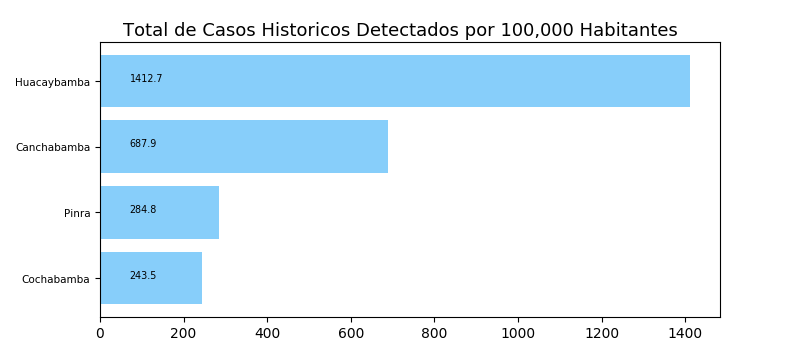 Total de Casos Historicos Detectados por 100,000 Habitantes
Huacaybamba 1412.7
Canchabamba 687.9
Pinra 284.8
Cochabamba 243.5
0 200 400 600 800 1000 1200 1400